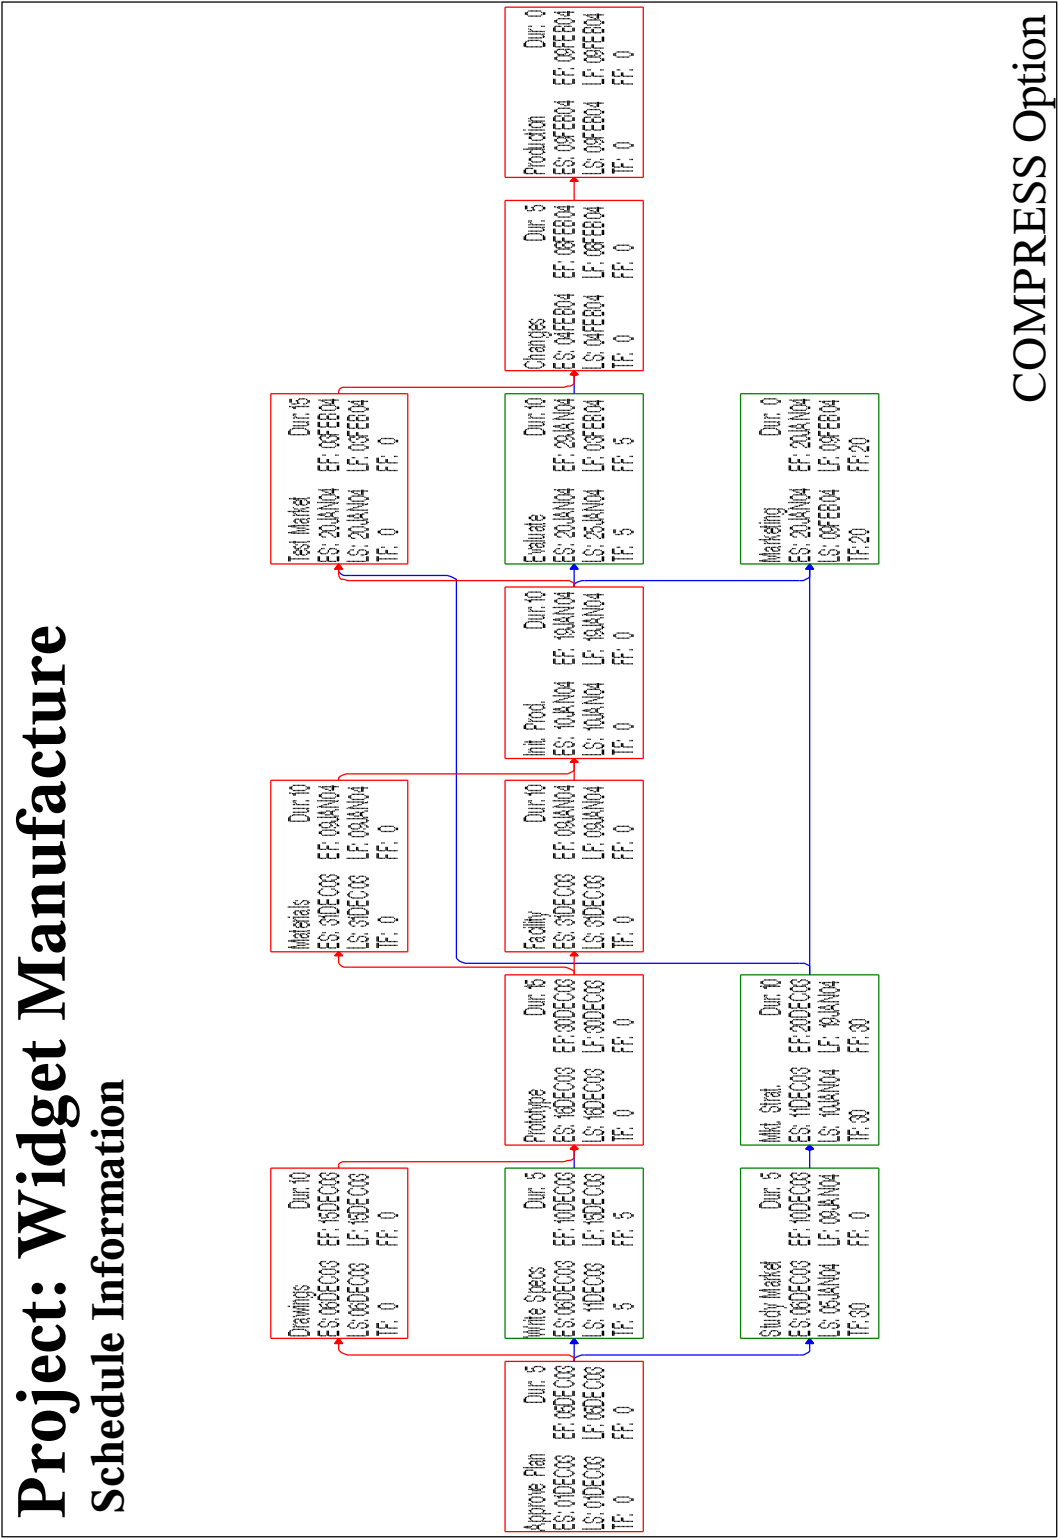 Project: Widget Manufacture
Schedule Information
Approve Plan Dur: 5
ES: 01DEC03 EF: 05DEC03
LS: 01DEC03 LF: 05DEC03
TF: 0 FF: 0
Drawings Dur:10
ES: 06DEC03 EF: 15DEC03
LS: 06DEC03 LF: 15DEC03
TF: 0 FF: 0
Write Specs Dur: 5
ES: 06DEC03 EF: 10DEC03
LS: 11DEC03 LF: 15DEC03
TF: 5 FF: 5
Study Market Dur: 5
ES: 06DEC03 EF: 10DEC03
LS: 05JAN04 LF: 09JAN04
TF:30 FF: 0
Prototype Dur:15
ES: 16DEC03 EF:30DEC03
LS: 16DEC03 LF:30DEC03
TF: 0 FF: 0
Mkt. Strat. Dur:10
ES: 11DEC03 EF:20DEC03
LS: 10JAN04 LF: 19JAN04
TF:30 FF:30
Materials Dur:10
ES: 31DEC03 EF: 09JAN04
LS: 31DEC03 LF: 09JAN04
TF: 0 FF: 0
Facility Dur:10
ES: 31DEC03 EF: 09JAN04
LS: 31DEC03 LF: 09JAN04
TF: 0 FF: 0
Init. Prod. Dur:10
ES: 10JAN04 EF: 19JAN04
LS: 10JAN04 LF: 19JAN04
TF: 0 FF: 0
Test Market Dur:15
ES: 20JAN04 EF: 03FEB04
LS: 20JAN04 LF: 03FEB04
TF: 0 FF: 0
Evaluate Dur:10
ES: 20JAN04 EF: 29JAN04
LS: 25JAN04 LF: 03FEB04
TF: 5 FF: 5
Marketing Dur: 0
ES: 20JAN04 EF: 20JAN04
LS: 09FEB04 LF: 09FEB04
TF:20 FF:20
Changes Dur: 5
ES: 04FEB04 EF: 08FEB04
LS: 04FEB04 LF: 08FEB04
TF: 0 FF: 0
Production Dur: 0
ES: 09FEB04 EF: 09FEB04
LS: 09FEB04 LF: 09FEB04
TF: 0 FF: 0
COMPRESS Option